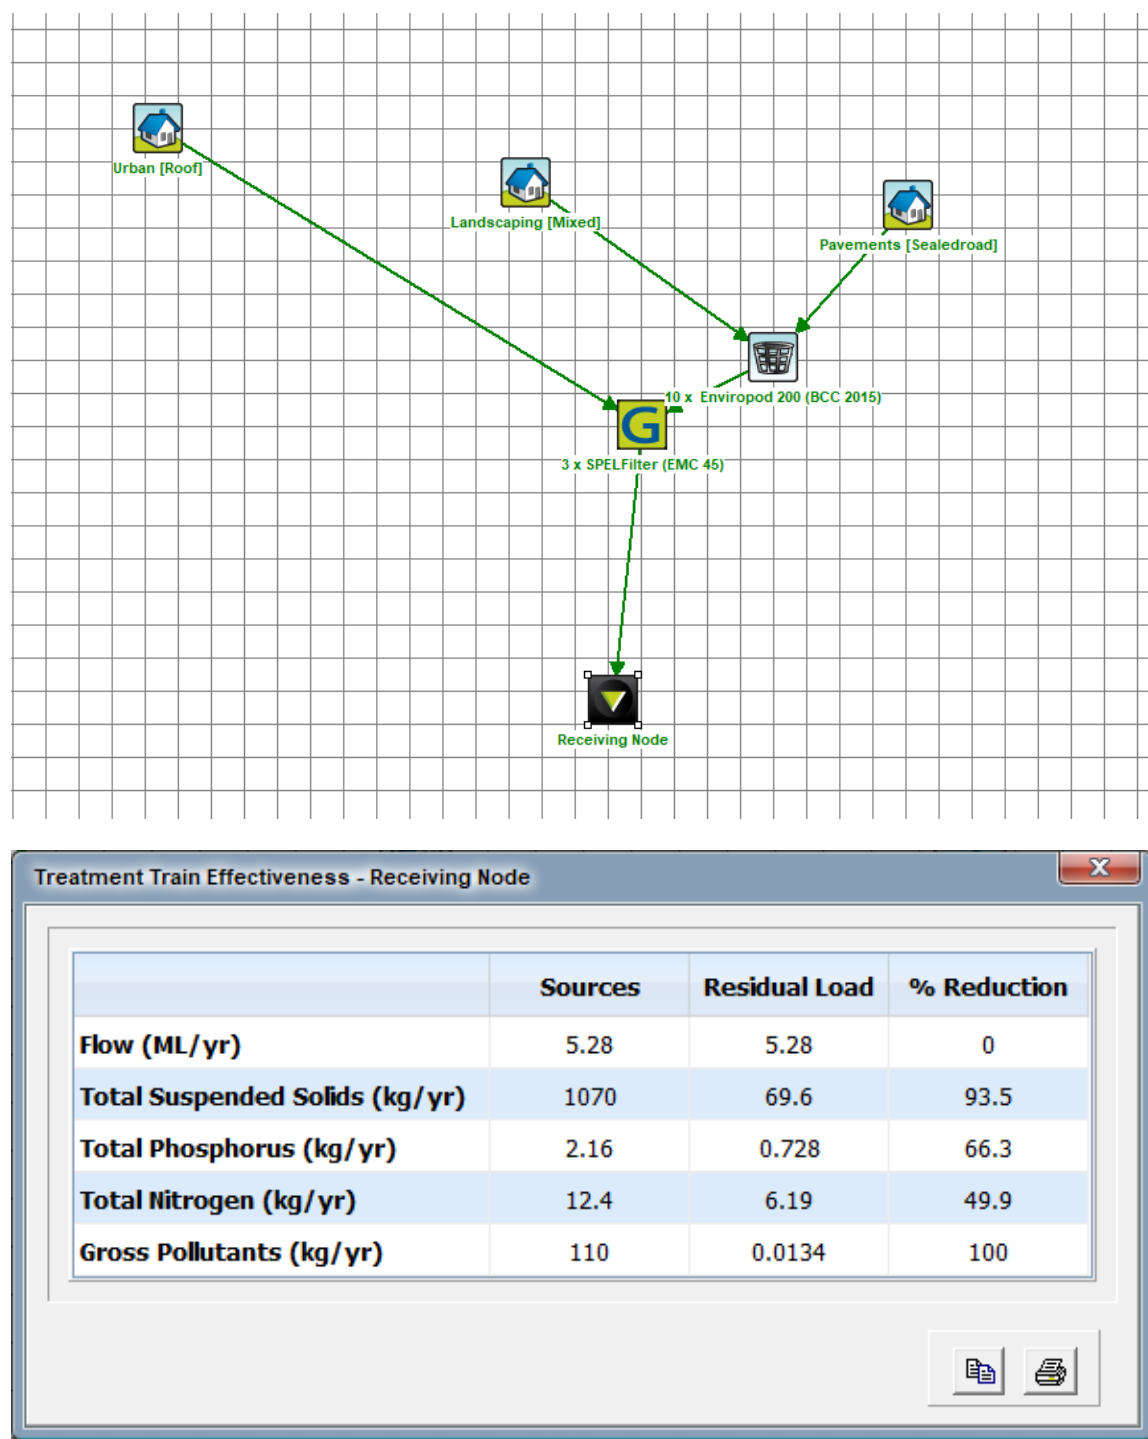 Urban [Roof]
Landscaping [Mixed]
Pavements [Sealedroad]
10 x Enviropod 200 (BCC 2015)
G
3 x SPELFilter (EMC 45)
Receiving Node
Treatment Train Effectiveness - Receiving Node
Sources Residual Load % Reduction
Flow (ML/yr) 5.28 5.28 0
Total Suspended Solids (kg/yr) 1070 69.6 93.5
Total Phosphorus (kg/yr) 2.16 0.728 66.3
Total Nitrogen (kg/yr) 12.4 6.19 49.9
Gross Pollutants (kg/yr) 110 0.0134 100